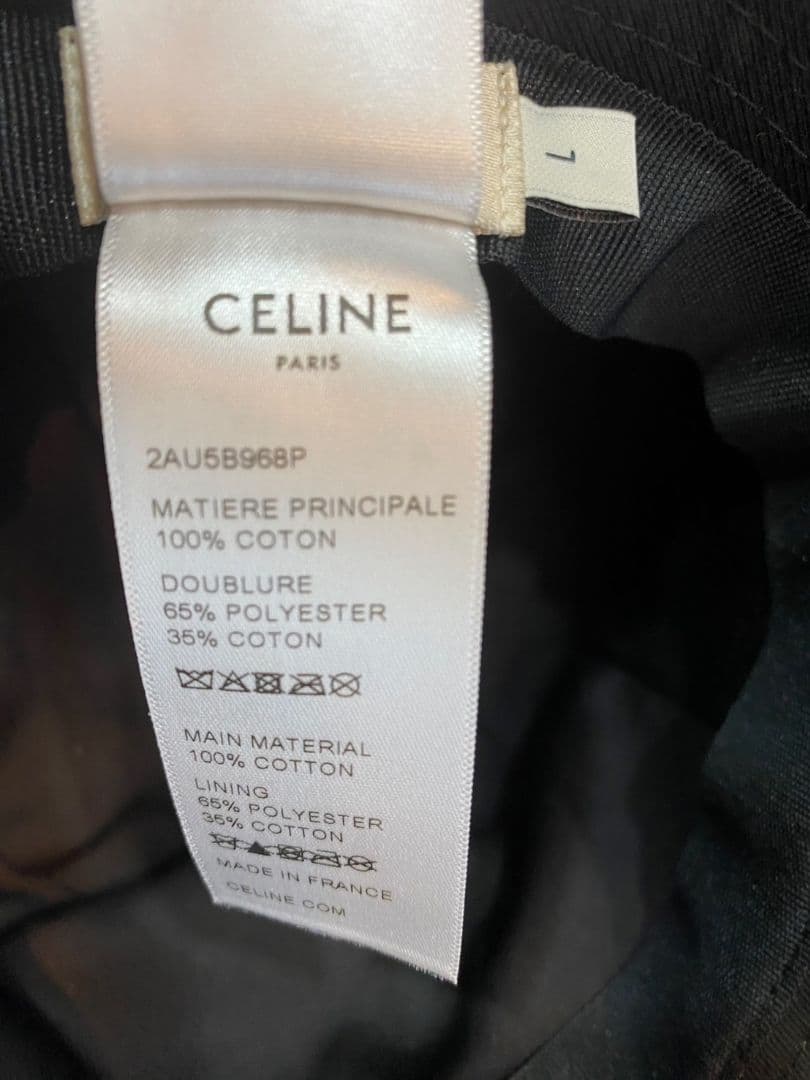 CELINE
PARIS
2AU5B968P
MATIERE PRINCIPALE
100% COTON
DOUBLURE
65% POLYESTER
35% COTON
MAIN MATERIAL
100% COTTON
LINING
65% POLYESTER
35% COTTON
MADE IN FRANCE
CELINE.COM
L